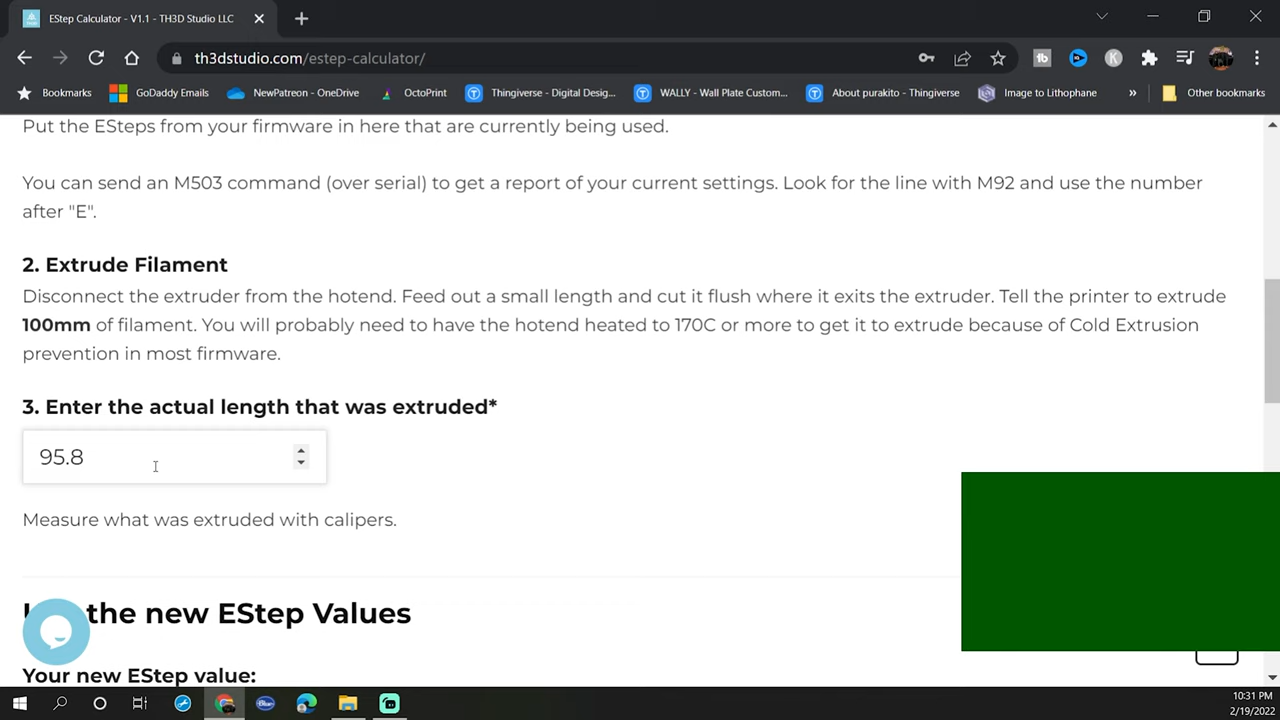 EStep Calculator - V1.1 - TH3D Studio LLC
th3dstudio.com/estep-calculator/
Bookmarks GoDaddy Emails NewPatreon - OneDrive OctoPrint Thingiverse - Digital Desig... WALLY - Wall Plate Custom... About purakito - Thingiverse Image to Lithophane » Other bookmarks
Put the ESteps from your firmware in here that are currently being used.
You can send an M503 command (over serial) to get a report of your current settings. Look for the line with M92 and use the number
after "E".
2. Extrude Filament
Disconnect the extruder from the hotend. Feed out a small length and cut it flush where it exits the extruder. Tell the printer to extrude
100mm of filament. You will probably need to have the hotend heated to 170C or more to get it to extrude because of Cold Extrusion
prevention in most firmware.
3. Enter the actual length that was extruded*
95.8
Measure what was extruded with calipers.
the new EStep Values
Your new EStep value:
10:31 PM
2/19/2022